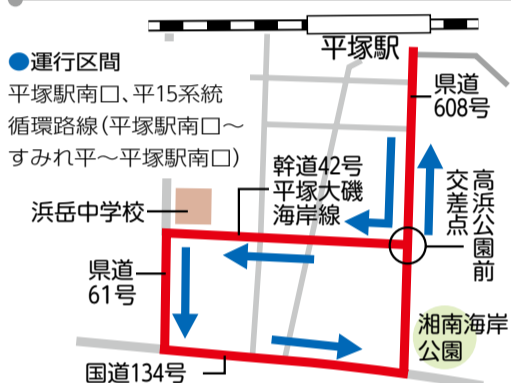 平塚駅
●運行区間
平塚駅南口、平15系統
循環路線（平塚駅南口～
すみれ平～平塚駅南口）
県道
608号
幹道42号
平塚大磯
海岸線
高浜公園前
交差点
浜岳中学校
県道
61号
湘南海岸
公園
国道134号